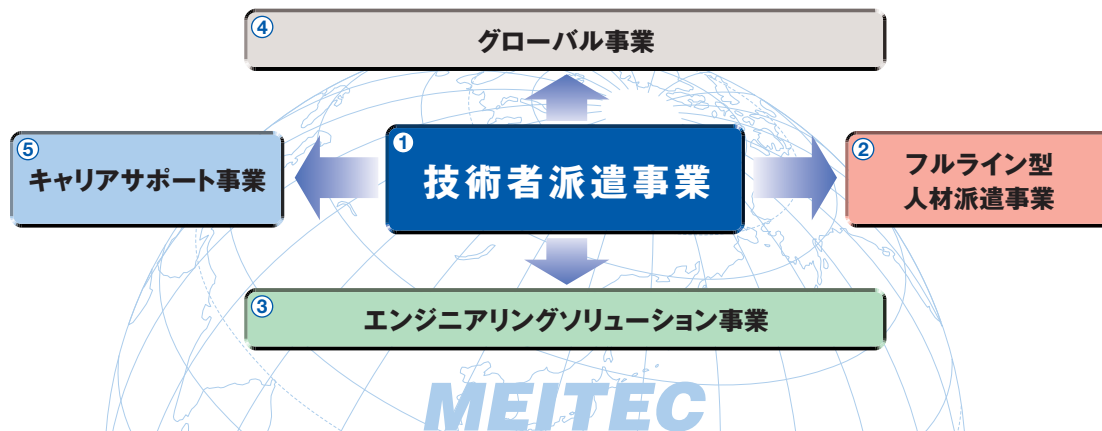 ④
グローバル事業
⑤
キャリアサポート事業
①
技術者派遣事業
②
フルライン型
人材派遣事業
③
エンジニアリングソリューション事業
MEITEC